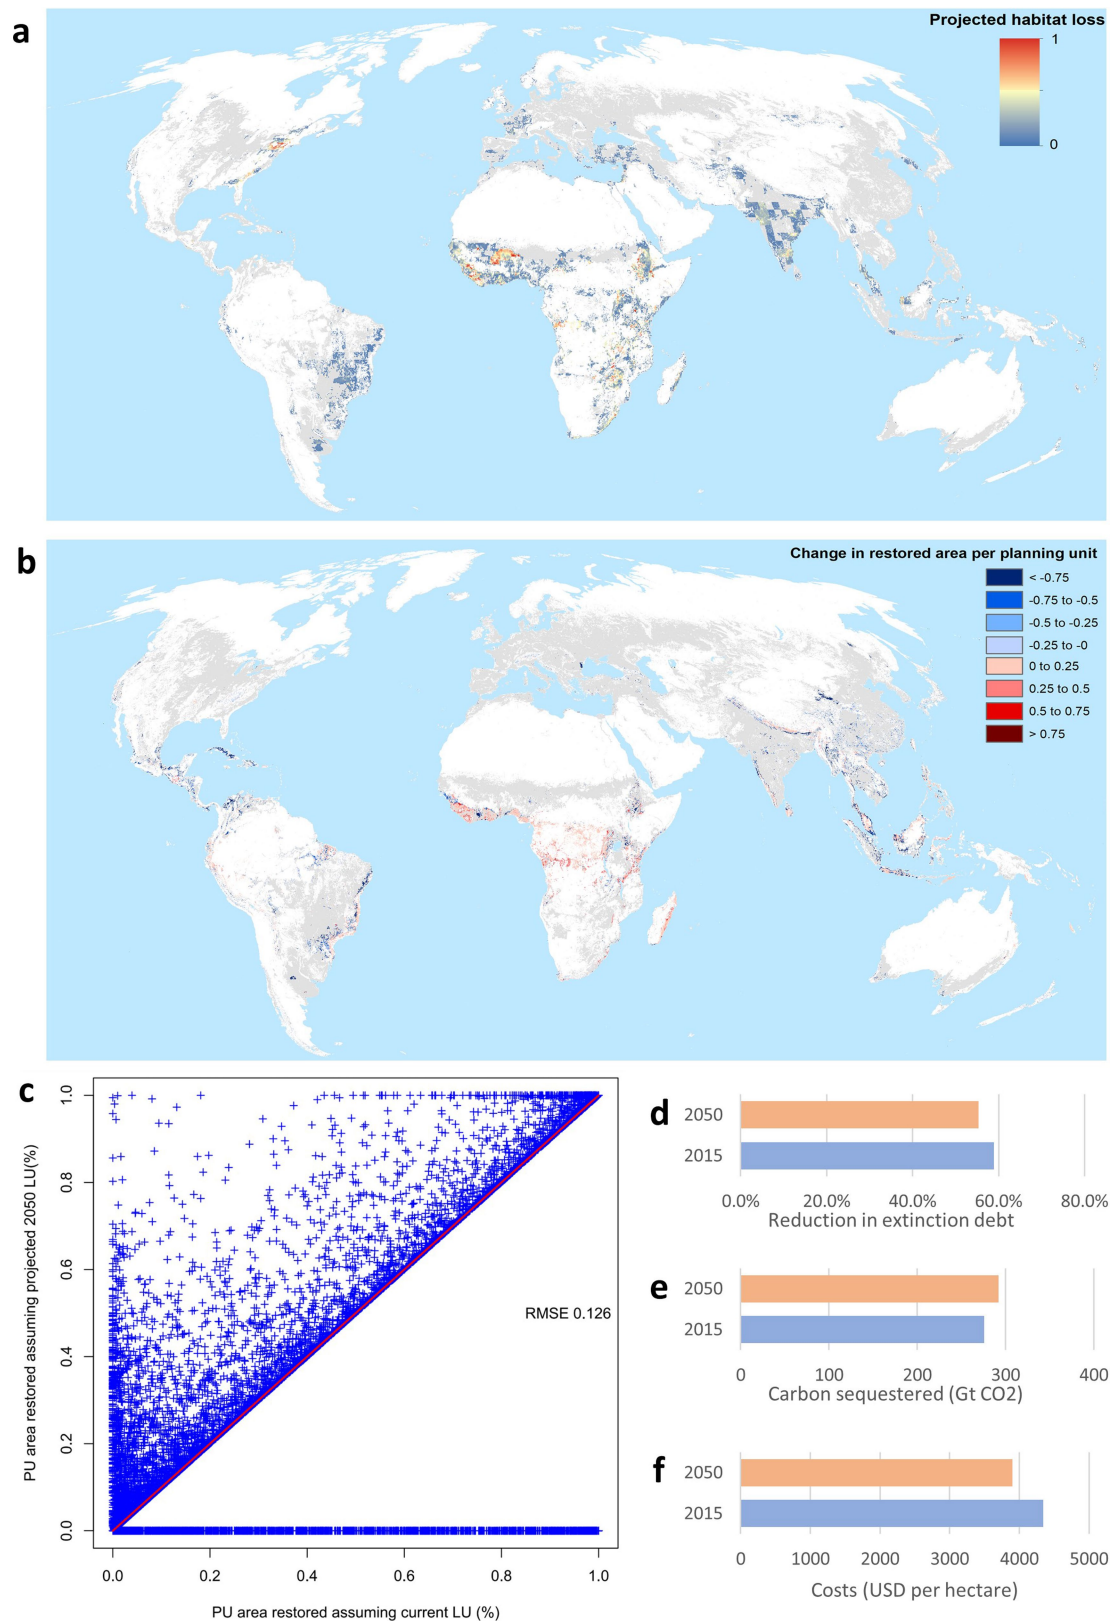 a
Projected habitat loss
1
0
b
Change in restored area per planning unit
< -0.75
-0.75 to -0.5
-0.5 to -0.25
-0.25 to -0
0 to 0.25
0.25 to 0.5
0.5 to 0.75
> 0.75
c
PU area restored assuming projected 2050 LU(%)
1.0
0.8
0.6
0.4
0.2
0.0
RMSE 0.126
0.0 0.2 0.4 0.6 0.8 1.0
PU area restored assuming current LU (%)
d
2050
2015
0.0% 20.0% 40.0% 60.0% 80.0%
Reduction in extinction debt
e
2050
2015
0 100 200 300 400
Carbon sequestered (Gt CO2)
f
2050
2015
0 1000 2000 3000 4000 5000
Costs (USD per hectare)